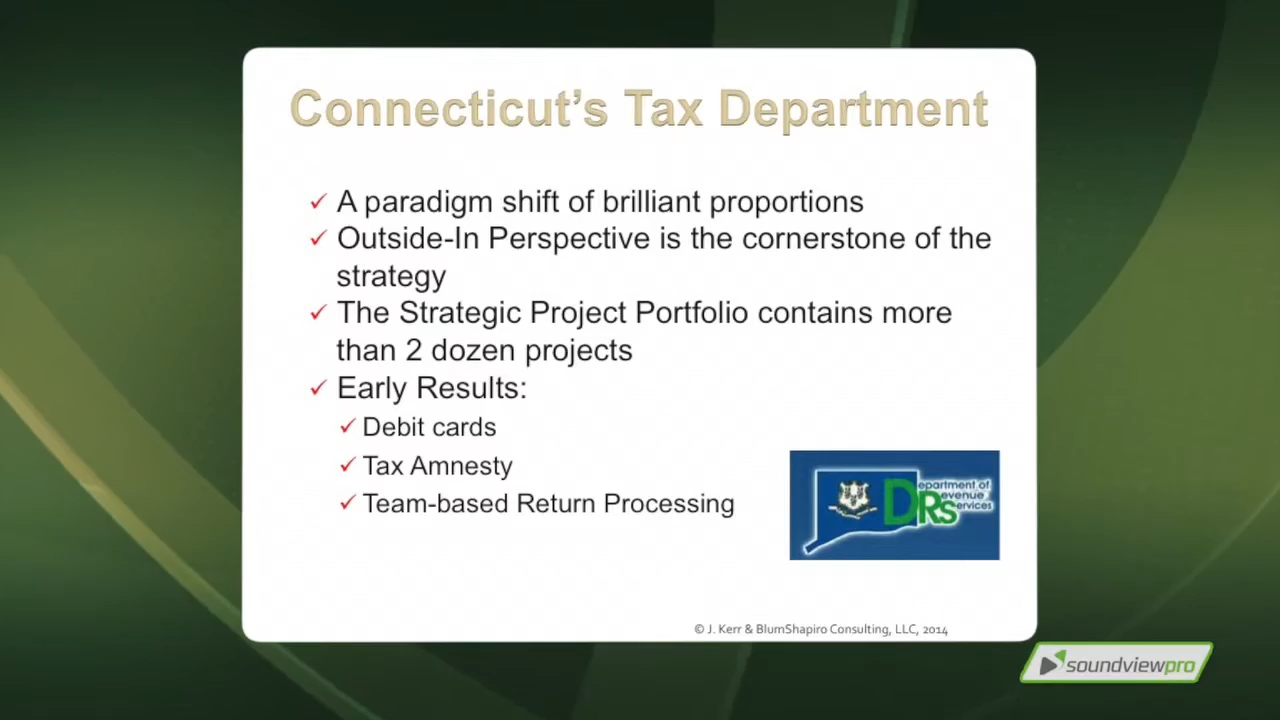 Connecticut’s Tax Department
✓ A paradigm shift of brilliant proportions
✓ Outside-In Perspective is the cornerstone of the
strategy
✓ The Strategic Project Portfolio contains more
than 2 dozen projects
✓ Early Results:
✓ Debit cards
✓ Tax Amnesty
✓ Team-based Return Processing
Department of
Revenue
Services
© J. Kerr & BlumShapiro Consulting, LLC, 2014
soundviewpro